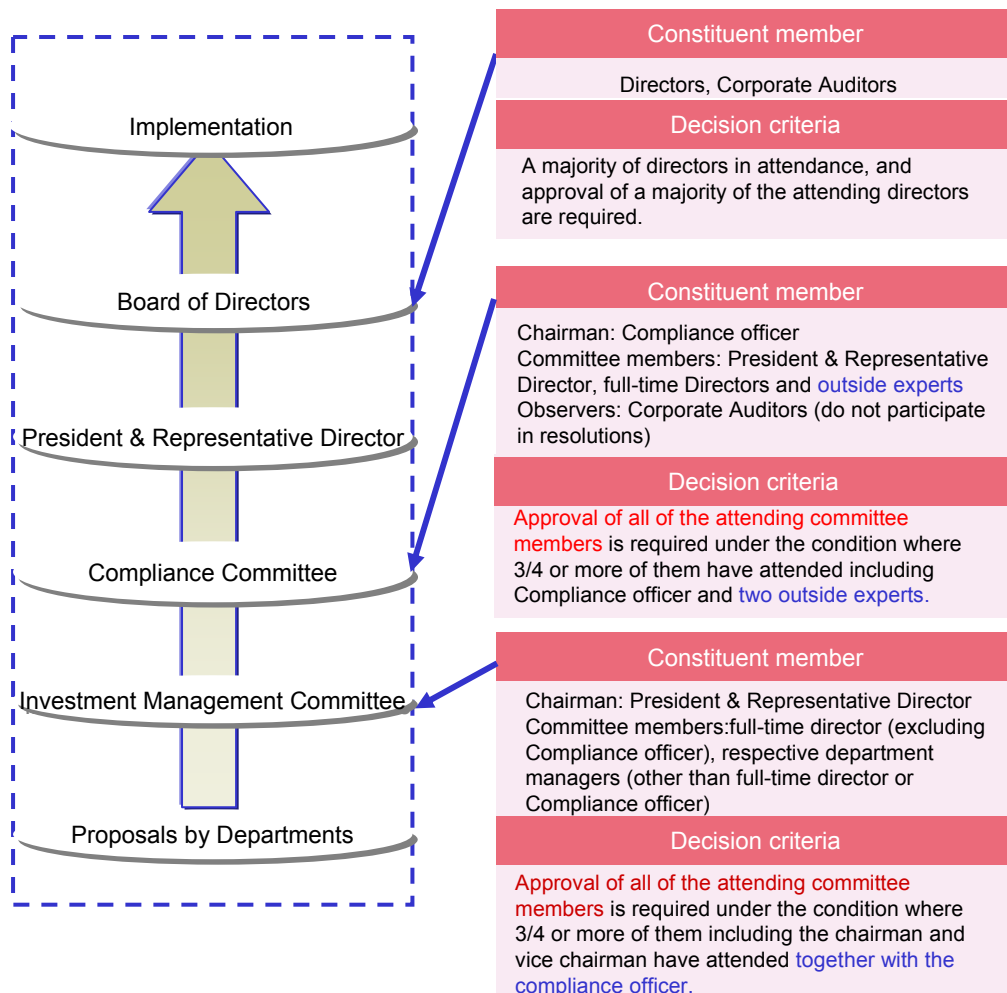 Implementation
Board of Directors
President & Representative Director
Compliance Committee
Investment Management Committee
Proposals by Departments
Constituent member
Directors, Corporate Auditors
Decision criteria
A majority of directors in attendance, and
approval of a majority of the attending directors
are required.
Constituent member
Chairman: Compliance officer
Committee members: President & Representative
Director, full-time Directors and outside experts
Observers: Corporate Auditors (do not participate
in resolutions)
Decision criteria
Approval of all of the attending committee
members is required under the condition where
3/4 or more of them have attended including
Compliance officer and two outside experts.
Constituent member
Chairman: President & Representative Director
Committee members:full-time director (excluding
Compliance officer), respective department
managers (other than full-time director or
Compliance officer)
Decision criteria
Approval of all of the attending committee
members is required under the condition where
3/4 or more of them including the chairman and
vice chairman have attended together with the
compliance officer.